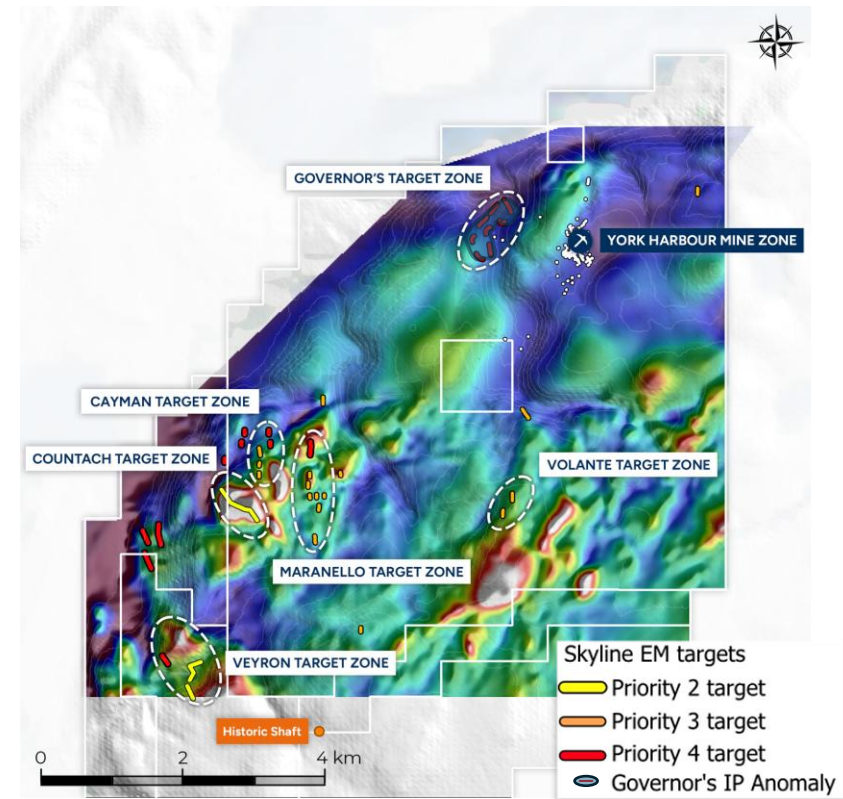 GOVERNOR'S TARGET ZONE
YORK HARBOUR MINE ZONE
CAYMAN TARGET ZONE
COUNTACH TARGET ZONE
VOLANTE TARGET ZONE
MARANELLO TARGET ZONE
VEYRON TARGET ZONE
Historic Shaft
0 2 4 km
Skyline EM targets
Priority 2 target
Priority 3 target
Priority 4 target
Governor's IP Anomaly